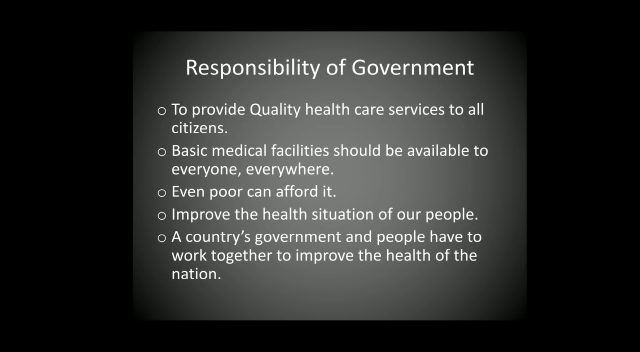 Responsibility of Government
o To provide Quality health care services to all
citizens.
o Basic medical facilities should be available to
everyone, everywhere.
o Even poor can afford it.
o Improve the health situation of our people.
o A country’s government and people have to
work together to improve the health of the
nation.